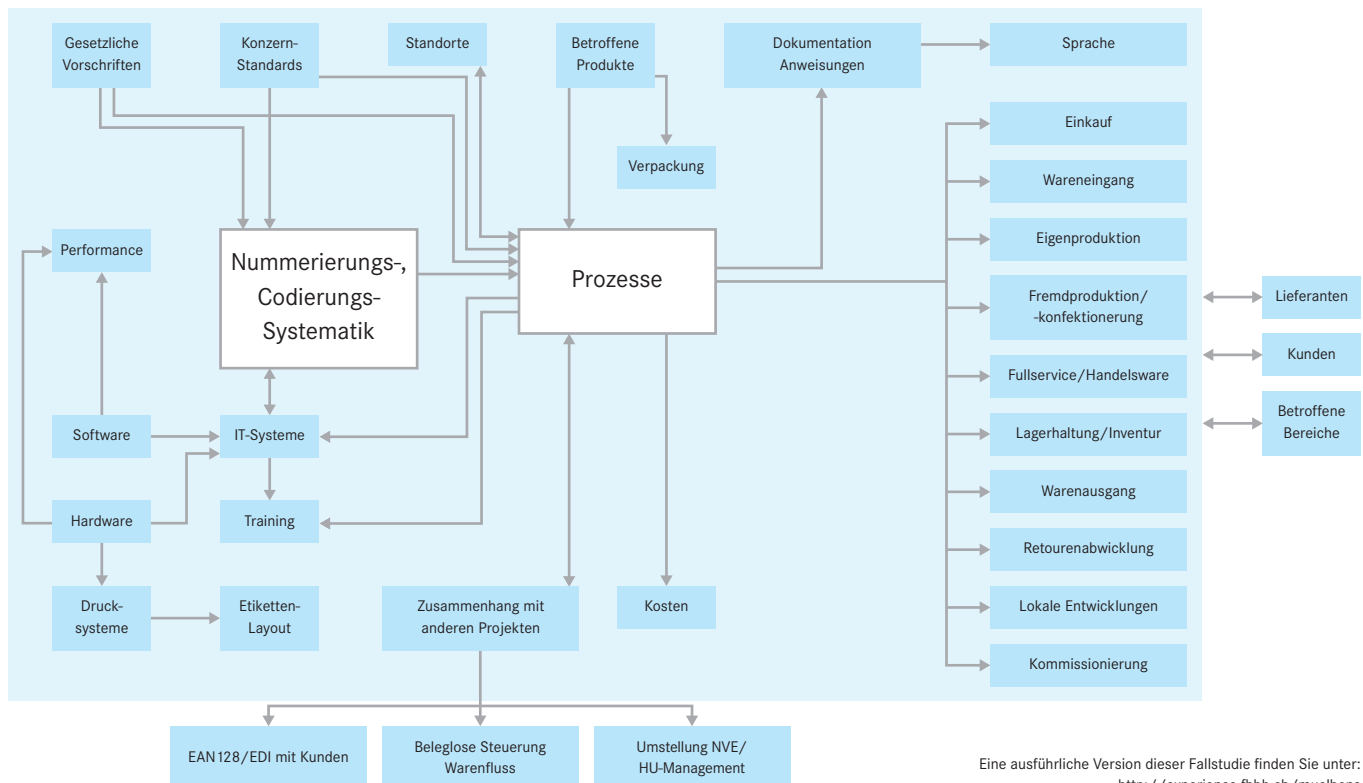 Gesetzliche
Vorschriften
Konzern-
Standards
Standorte
Betroffene
Produkte
Dokumentation
Anweisungen
Sprache
Verpackung
Einkauf
Wareneingang
Eigenproduktion
Fremdproduktion/
-konfektionerung
Fullservice/Handelsware
Lagerhaltung/Inventur
Warenausgang
Retourenabwicklung
Lokale Entwicklungen
Kommissionierung
Performance
Nummerierungs-,
Codierungs-
Systematik
Prozesse
Lieferanten
Kunden
Betroffene
Bereiche
Software
IT-Systeme
Hardware
Training
Druck-
systeme
Etiketten-
Layout
Zusammenhang mit
anderen Projekten
Kosten
EAN 128/EDI mit Kunden
Beleglose Steuerung
Warenfluss
Umstellung NVE/
HU-Management
Eine ausführliche Version dieser Fallstudie finden Sie unter: